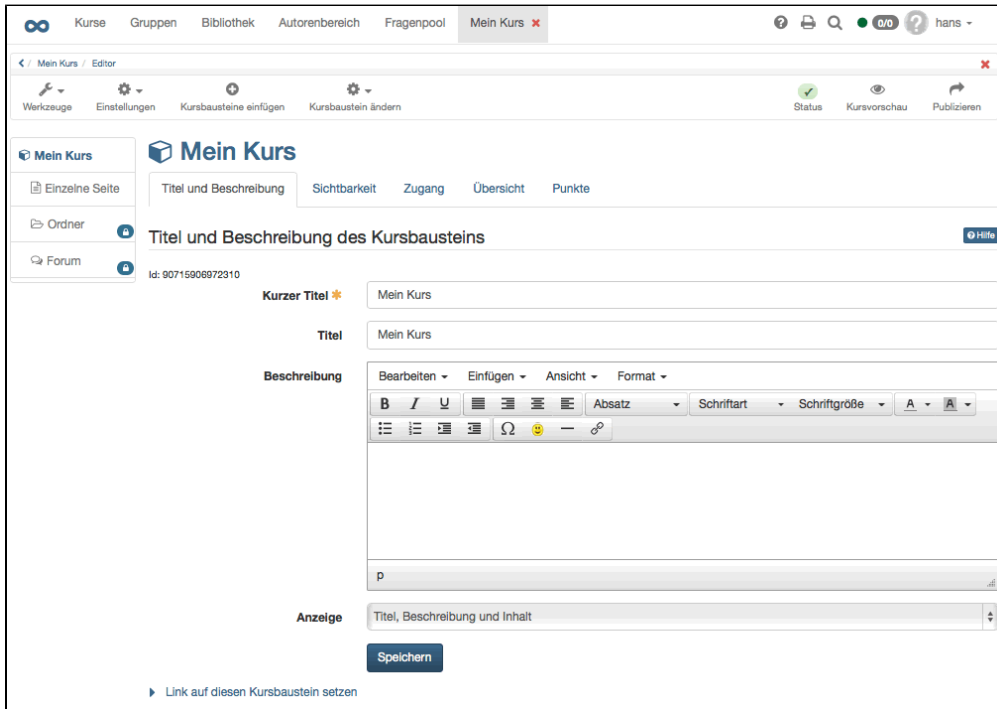 Kurse Gruppen Bibliothek Autorenbereich Fragenpool Mein Kurs 0/0 hans
Mein Kurs / Editor
Werkzeuge Einstellungen Kursbausteine einfügen Kursbaustein ändern Status Kursvorschau Publizieren
Mein Kurs
Einzelne Seite
Ordner
Forum
Mein Kurs
Titel und Beschreibung Sichtbarkeit Zugang Übersicht Punkte
Titel und Beschreibung des Kursbausteins Hilfe
Id: 90715906972310
Kurzer Titel Mein Kurs
Titel Mein Kurs
Beschreibung Bearbeiten Einfügen Ansicht Format
B I U Absatz Schriftart Schriftgröße A A
Ω
p
Anzeige Titel, Beschreibung und Inhalt
Speichern
Link auf diesen Kursbaustein setzen